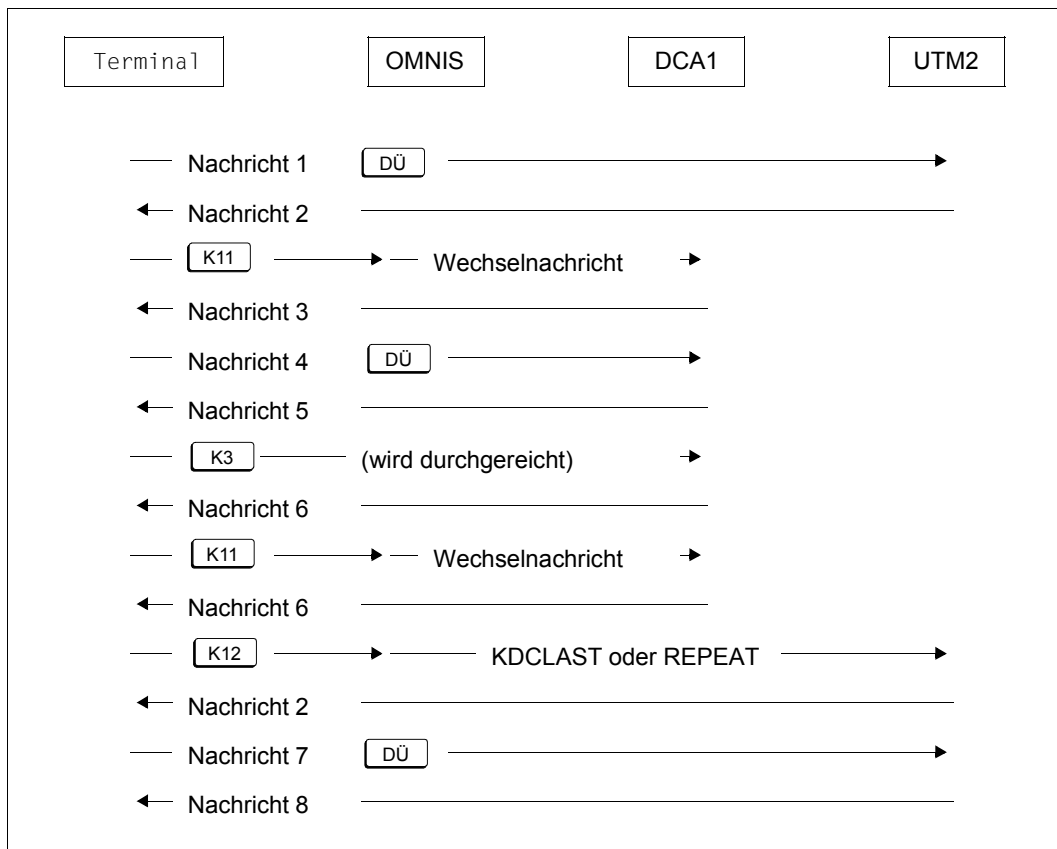 Terminal OMNIS DCA1 UTM2
Nachricht 1 DÜ
Nachricht 2
K11 Wechselnachricht
Nachricht 3
Nachricht 4 DÜ
Nachricht 5
K3 (wird durchgereicht)
Nachricht 6
K11 Wechselnachricht
Nachricht 6
K12 KDCLAST oder REPEAT
Nachricht 2
Nachricht 7 DÜ
Nachricht 8